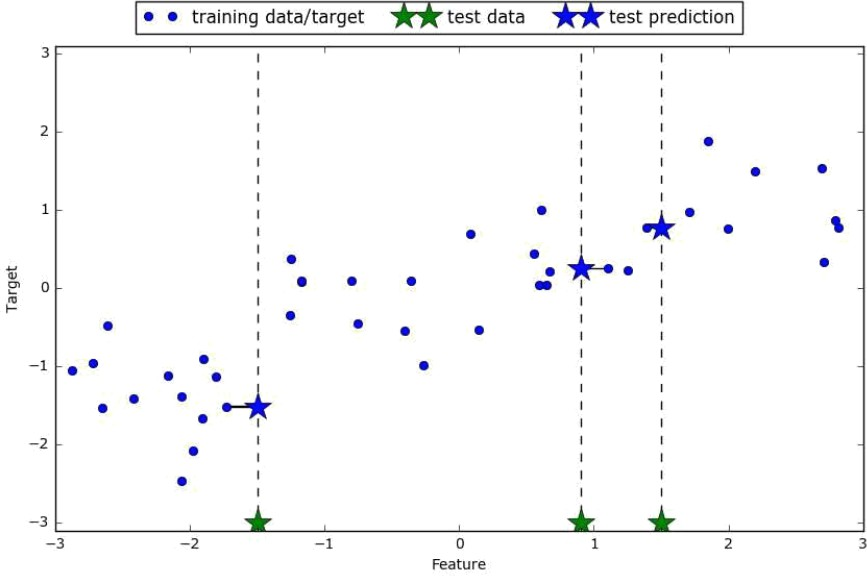 training data/target test data test prediction
3
2
1
0
−1
−2
−3
Target
−3 −2 −1 0 1 2 3
Feature